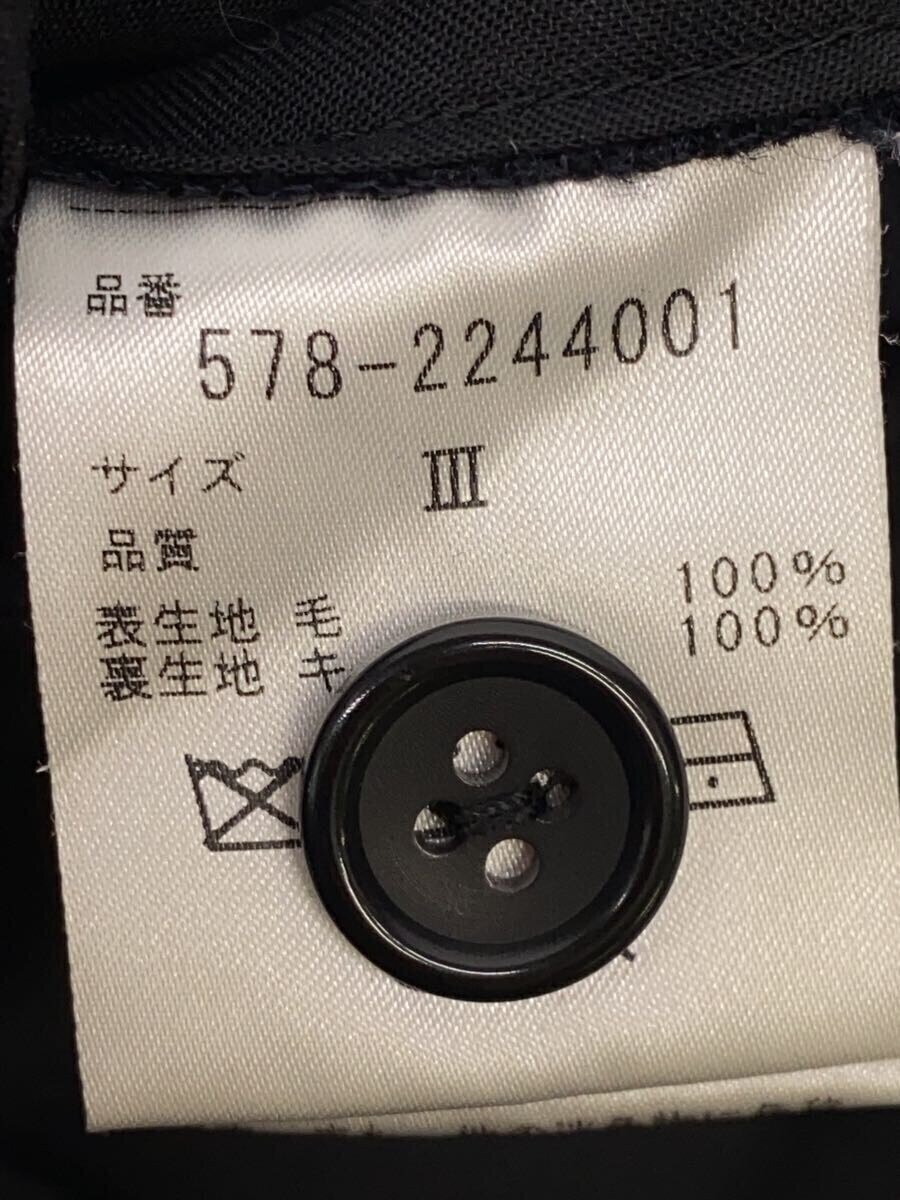 品番
578-2244001
サイズ Ⅲ
品質
表生地 毛 100%
裏生地 キ 100%